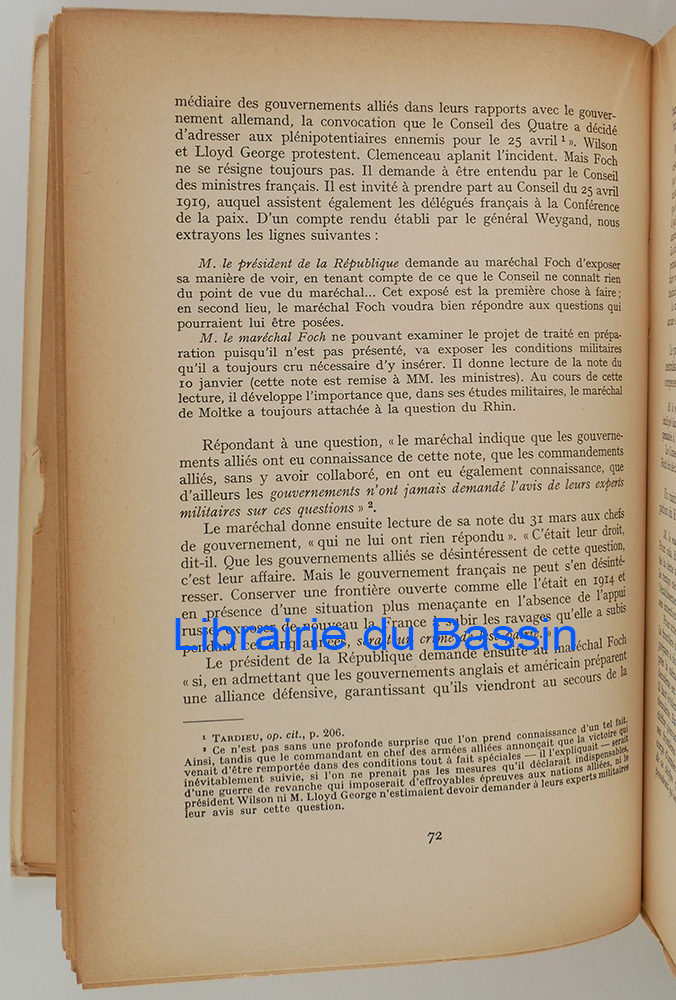 médiaire des gouvernements alliés dans leurs rapports avec le gouver-
nement allemand, la convocation que le Conseil des Quatre a décidé
d'adresser aux plénipotentiaires ennemis pour le 25 avril ¹ ». Wilson
et Lloyd George protestent. Clemenceau aplanit l'incident. Mais Foch
ne se résigne toujours pas. Il demande à être entendu par le Conseil
des ministres français. Il est invité à prendre part au Conseil du 25 avril
1919, auquel assistent également les délégués français à la Conférence
de la paix. D'un compte rendu établi par le général Weygand, nous
extrayons les lignes suivantes :
M. le président de la République demande au maréchal Foch d'exposer
sa manière de voir, en tenant compte de ce que le Conseil ne connaît rien
du point de vue du maréchal... Cet exposé est la première chose à faire ;
en second lieu, le maréchal Foch voudra bien répondre aux questions qui
pourraient lui être posées.
M. le maréchal Foch ne pouvant examiner le projet de traité en prépa-
ration puisqu'il n'est pas présenté, va exposer les conditions militaires
qu'il a toujours cru nécessaire d'y insérer. Il donne lecture de la note du
10 janvier (cette note est remise à MM. les ministres). Au cours de cette
lecture, il développe l'importance que, dans ses études militaires, le maréchal
de Moltke a toujours attachée à la question du Rhin.
Répondant à une question, « le maréchal indique que les gouverne-
ments alliés ont eu connaissance de cette note, que les commandements
alliés, sans y avoir collaboré, en ont eu également connaissance, que
d'ailleurs les gouvernements n'ont jamais demandé l'avis de leurs experts
militaires sur ces questions » ².
Le maréchal donne ensuite lecture de sa note du 31 mars aux chefs
de gouvernement, « qui ne lui ont rien répondu ». « C'était leur droit,
dit-il. Que les gouvernements alliés se désintéressent de cette question,
c'est leur affaire. Mais le gouvernement français ne peut s'en désinté-
resser. Conserver une frontière ouverte comme elle l'était en 1914 et
en présence d'une situation plus menaçante en l'absence de l'appui
russe, exposer de nouveau la France à subir les ravages qu'elle a subis
pendant ces cinq années, serait un crime de lèse-patrie. »
Librairie du Bassin
Le président de la République demande ensuite au maréchal Foch
« si, en admettant que les gouvernements anglais et américain préparent
une alliance défensive, garantissant qu'ils viendront au secours de la
¹ TARDIEU, op. cit., p. 206.
² Ce n'est pas sans une profonde surprise que l'on prend connaissance d'un tel fait.
Ainsi, tandis que le commandant en chef des armées alliées annonçait que la victoire qui
venait d'être remportée dans des conditions tout à fait spéciales — il l'expliquait — serait
inévitablement suivie, si l'on ne prenait pas les mesures qu'il déclarait indispensables,
d'une guerre de revanche qui imposerait d'effroyables épreuves aux nations alliées, ni le
président Wilson ni M. Lloyd George n'estimaient devoir demander à leurs experts militaires
leur avis sur cette question.
72